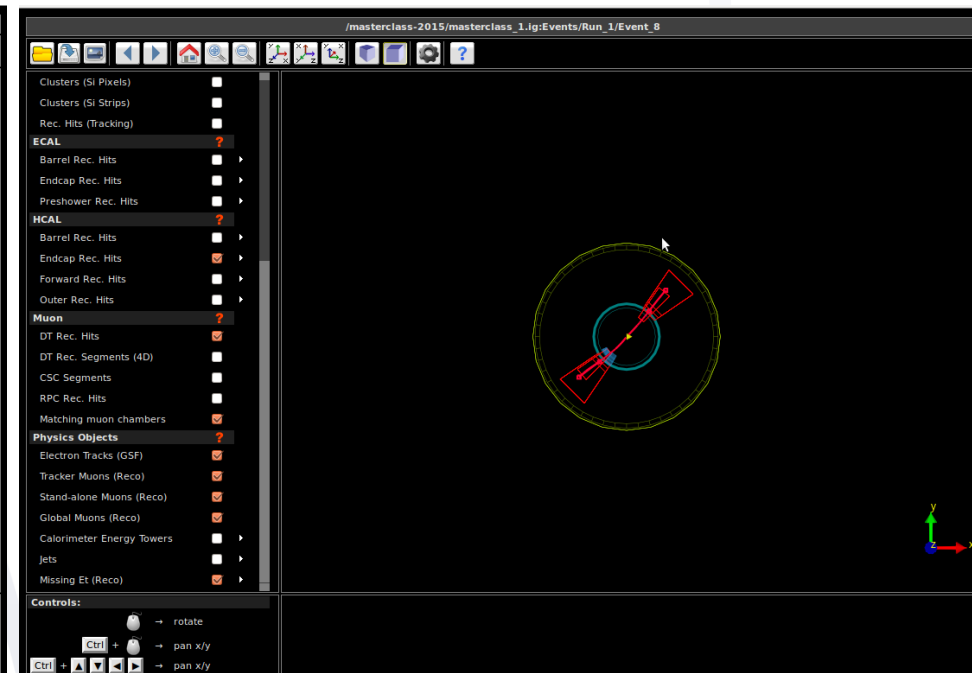 /masterclass-2015/masterclass_1.ig:Events/Run_1/Event_8
Clusters (Si Pixels)
Clusters (Si Strips)
Rec. Hits (Tracking)
ECAL ?
Barrel Rec. Hits
Endcap Rec. Hits
Preshower Rec. Hits
HCAL ?
Barrel Rec. Hits
Endcap Rec. Hits
Forward Rec. Hits
Outer Rec. Hits
Muon ?
DT Rec. Hits
DT Rec. Segments (4D)
CSC Segments
RPC Rec. Hits
Matching muon chambers
Physics Objects ?
Electron Tracks (GSF)
Tracker Muons (Reco)
Stand-alone Muons (Reco)
Global Muons (Reco)
Calorimeter Energy Towers
Jets
Missing Et (Reco)
y
z x
Controls:
→ rotate
Ctrl + → pan x/y
Ctrl + ▲ ▼ ◀ ▶ → pan x/y